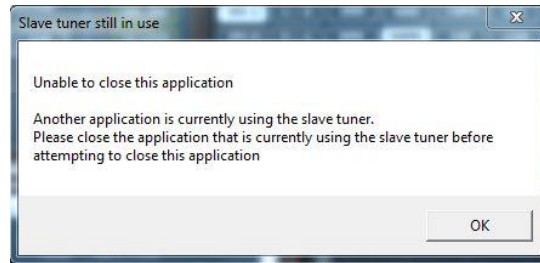 Slave tuner still in use
Unable to close this application
Another application is currently using the slave tuner.
Please close the application that is currently using the slave tuner before
attempting to close this application
OK